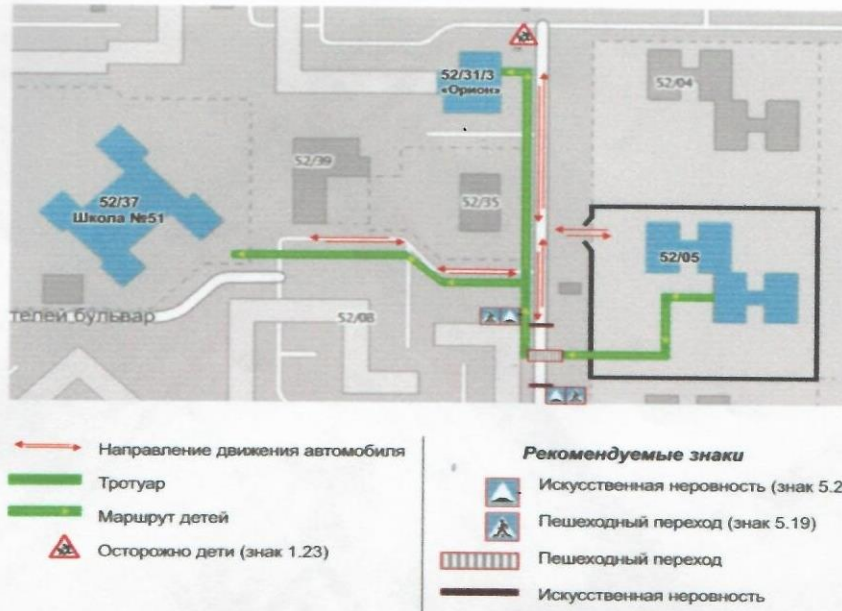 52/31/3
«Орион»
52/04
52/39
52/37
Школа №51
52/35
52/05
телей бульвар
52/08
Направление движения автомобиля
Тротуар
Маршрут детей
Осторожно дети (знак 1.23)
Рекомендуемые знаки
Искусственная неровность (знак 5.2
Пешеходный переход (знак 5.19)
Пешеходный переход
Искусственная неровность